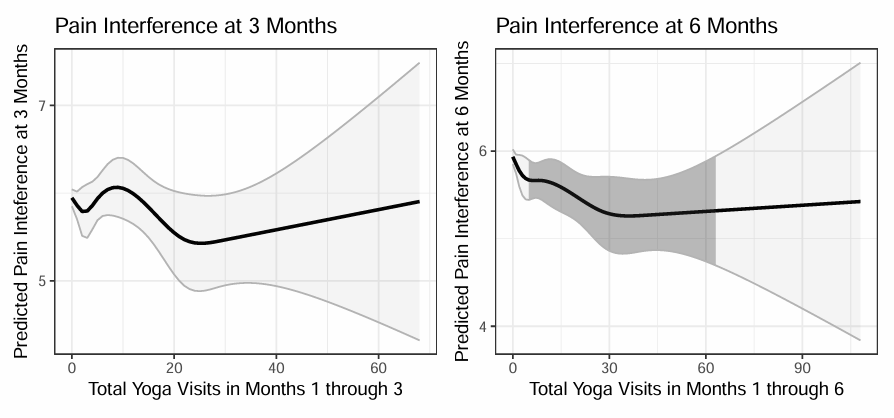 Pain Interference at 3 Months
Predicted Pain Interference at 3 Months
7
5
0 20 40 60
Total Yoga Visits in Months 1 through 3
Pain Interference at 6 Months
Predicted Pain Inteference at 6 Months
6
4
0 30 60 90
Total Yoga Visits in Months 1 through 6